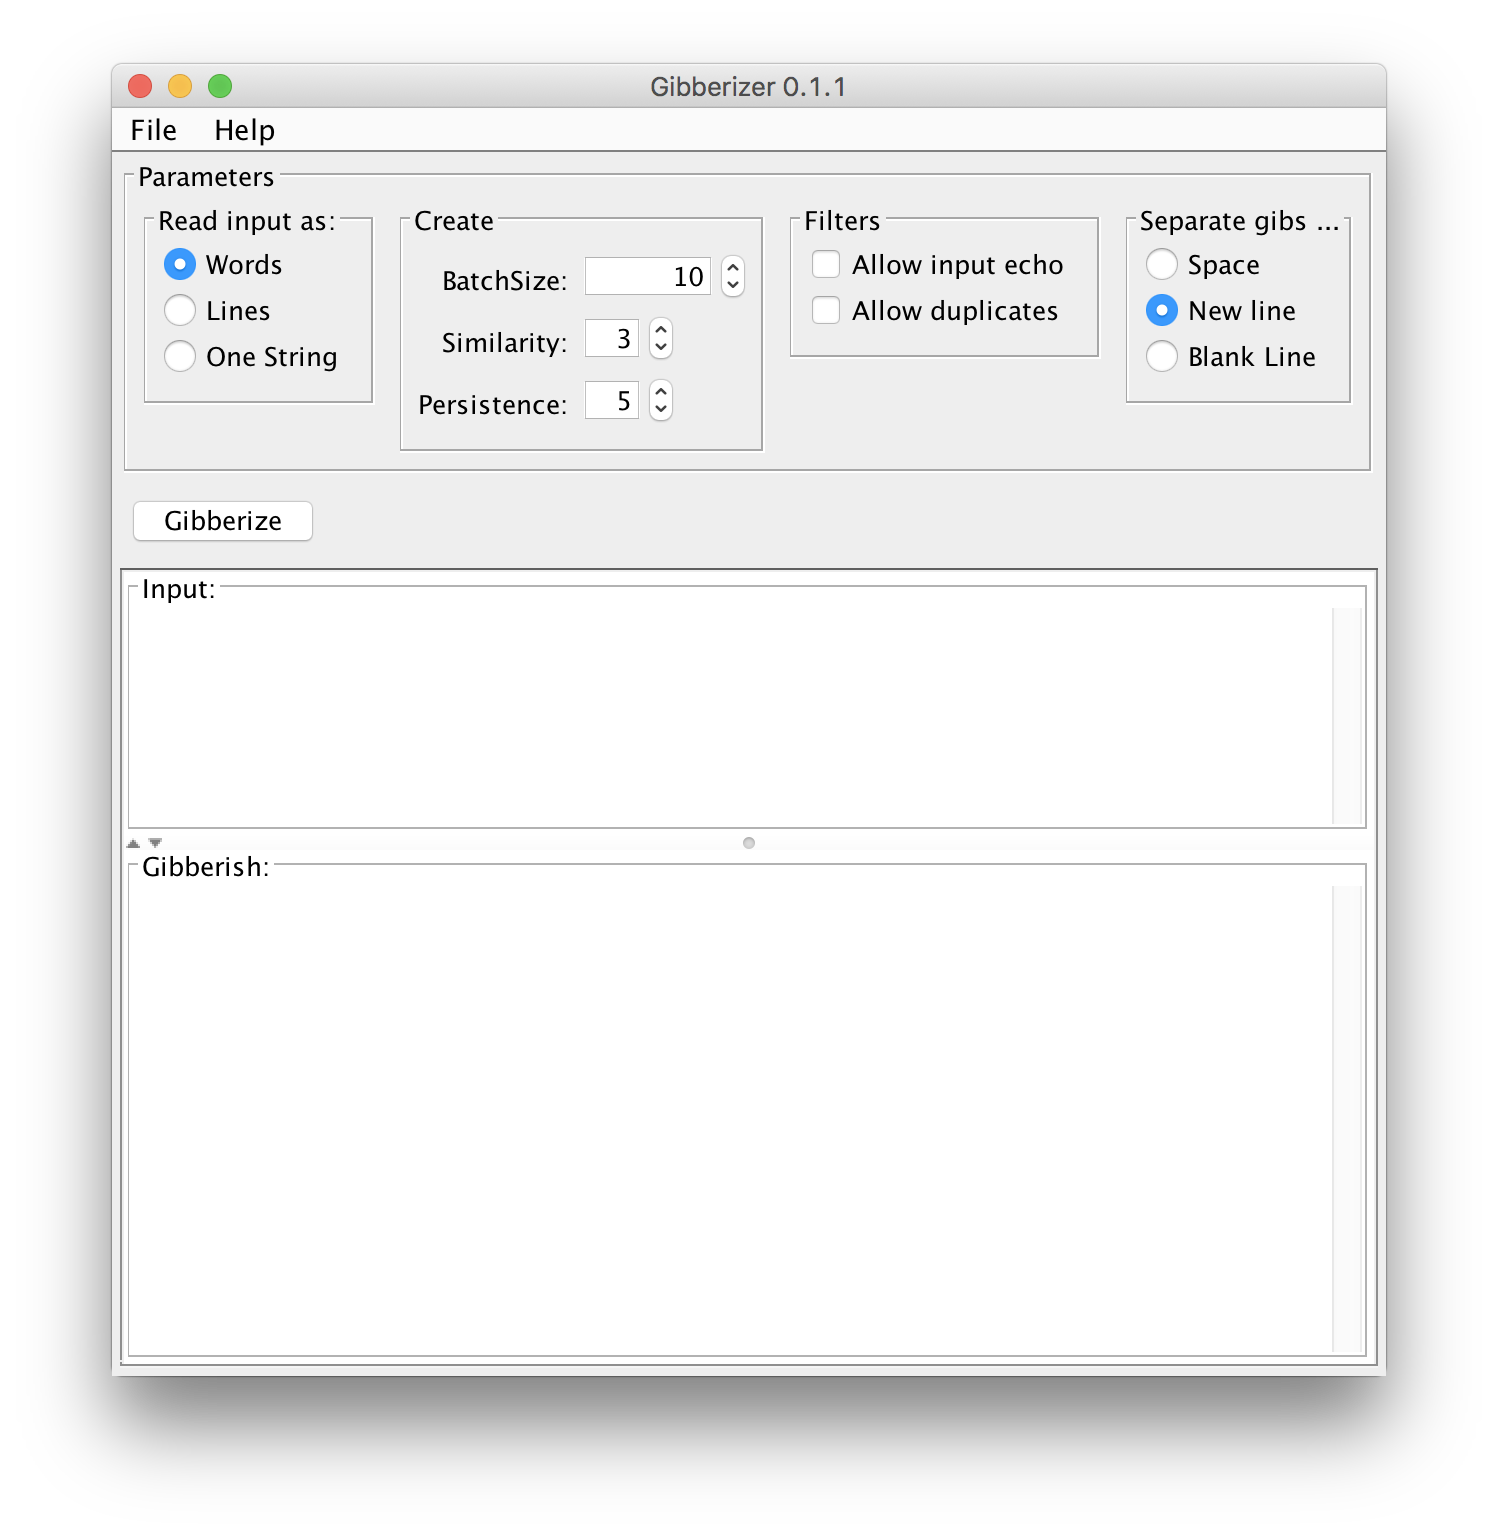 Gibberizer 0.1.1
File Help
Parameters
Read input as:
Words
Lines
One String
Create
BatchSize: 10
Similarity: 3
Persistence: 5
Filters
Allow input echo
Allow duplicates
Separate gibs ...
Space
New line
Blank Line
Gibberize
Input:
Gibberish: